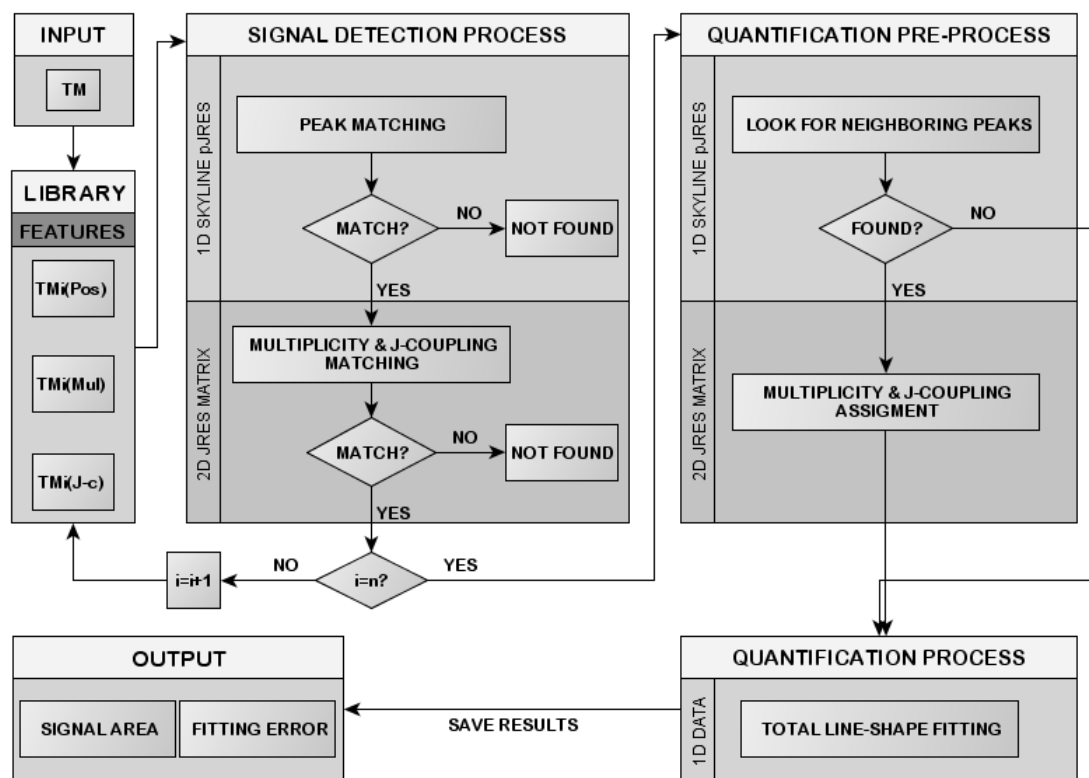 INPUT
TM
LIBRARY
FEATURES
TMi(Pos)
TMi(Mul)
TMi(J-c)
SIGNAL DETECTION PROCESS
1D SKYLINE pJRES
PEAK MATCHING
MATCH?
NO
NOT FOUND
YES
2D JRES MATRIX
MULTIPLICITY & J-COUPLING
MATCHING
MATCH?
NO
NOT FOUND
YES
i=n?
NO
i=i+1
YES
QUANTIFICATION PRE-PROCESS
1D SKYLINE pJRES
LOOK FOR NEIGHBORING PEAKS
FOUND?
NO
YES
2D JRES MATRIX
MULTIPLICITY & J-COUPLING
ASSIGMENT
QUANTIFICATION PROCESS
1D DATA
TOTAL LINE-SHAPE FITTING
SAVE RESULTS
OUTPUT
SIGNAL AREA
FITTING ERROR